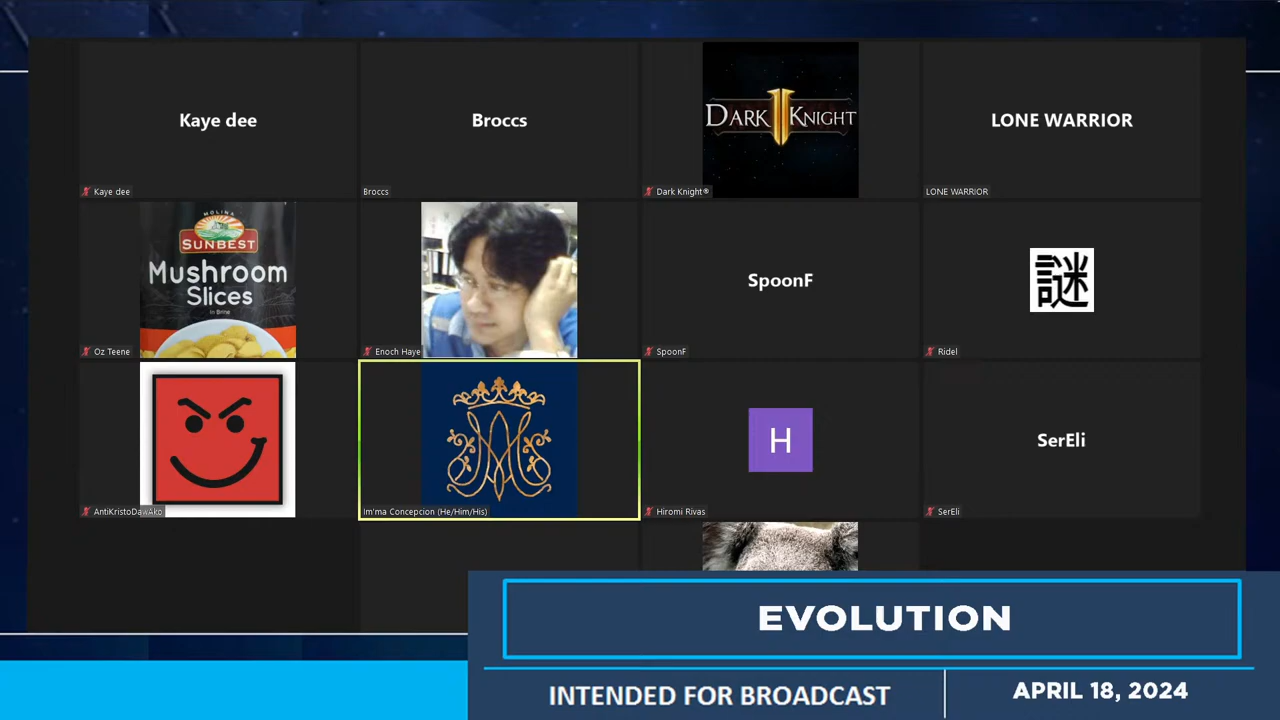 Kaye dee
Broccs
DARK II KNIGHT
LONE WARRIOR
Kaye dee
Broccs
Dark Knight®
LONE WARRIOR
MOLINA
SUNBEST
Mushroom
Slices
in Brine
SpoonF
謎
Oz Teene
Enoch Haye
SpoonF
Ridel
H
SerEli
AntiKristoDawAko
Im'ma Concepcion (He/Him/His)
Hiromi Rivas
SerEli
EVOLUTION
INTENDED FOR BROADCAST
APRIL 18, 2024